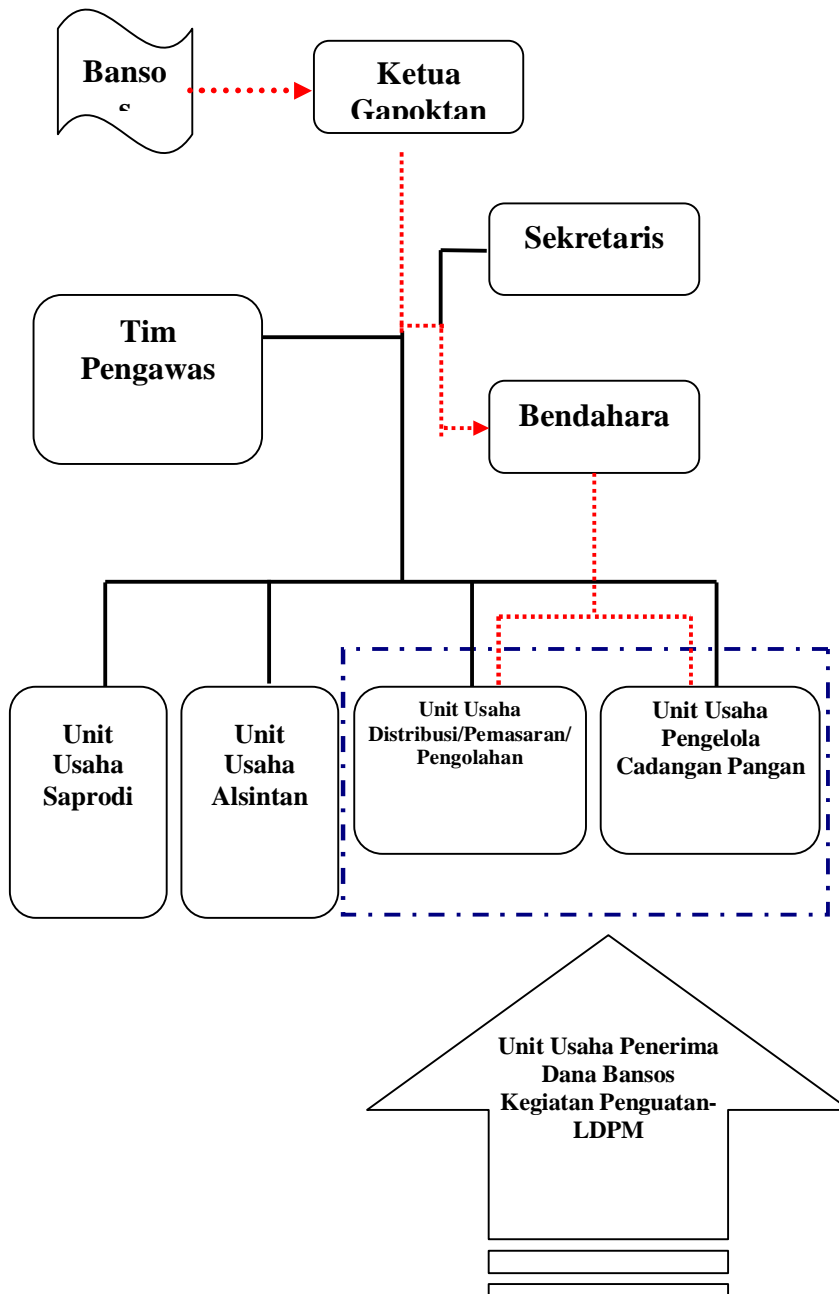 Banso
s
Ketua
Gapoktan
Sekretaris
Tim
Pengawas
Bendahara
Unit
Usaha
Saprodi
Unit
Usaha
Alsintan
Unit Usaha
Distribusi/Pemasaran/
Pengolahan
Unit Usaha
Pengelola
Cadangan Pangan
Unit Usaha Penerima
Dana Bansos
Kegiatan Penguatan-
LDPM